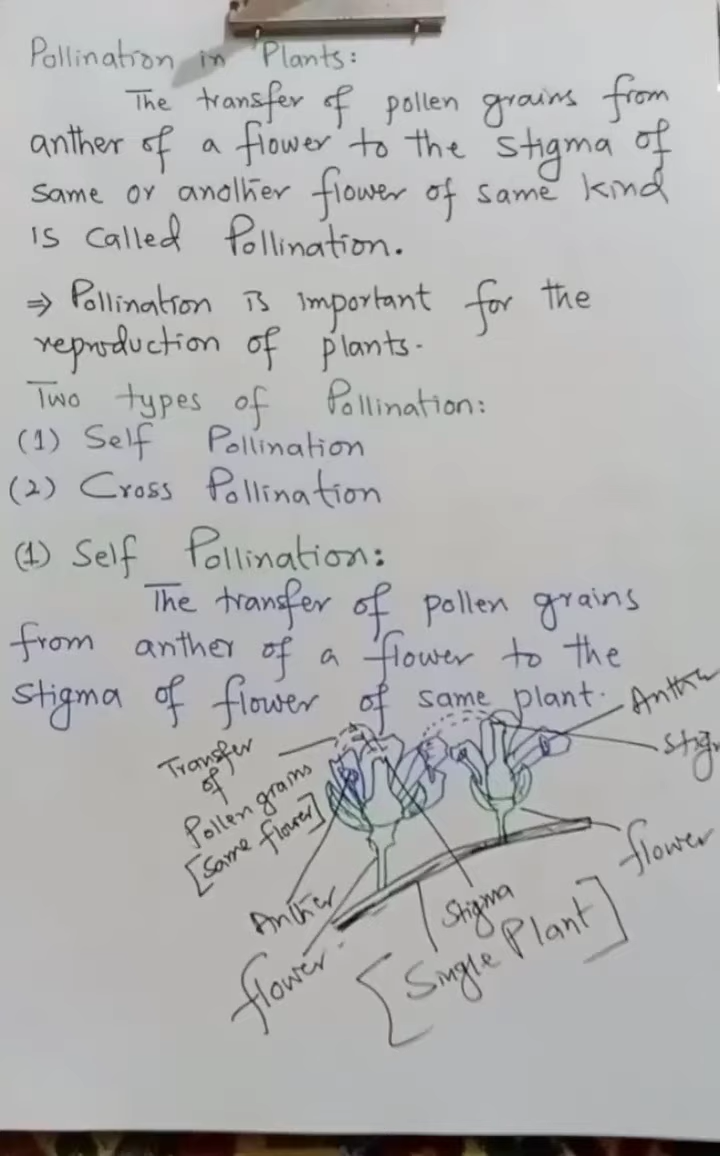 Pollination in Plants:
The transfer of pollen grains from
anther of a flower to the stigma of
same or another flower of same kind
is called Pollination.
⇒ Pollination is important for the
reproduction of plants.
Two types of Pollination:
(1) Self Pollination
(2) Cross Pollination
(1) Self Pollination:
The transfer of pollen grains
from anther of a flower to the
stigma of flower of same plant.
Transfer
of
Pollen grains
[Same flower]
Anther
flower
Stigma
[Single Plant]
flower